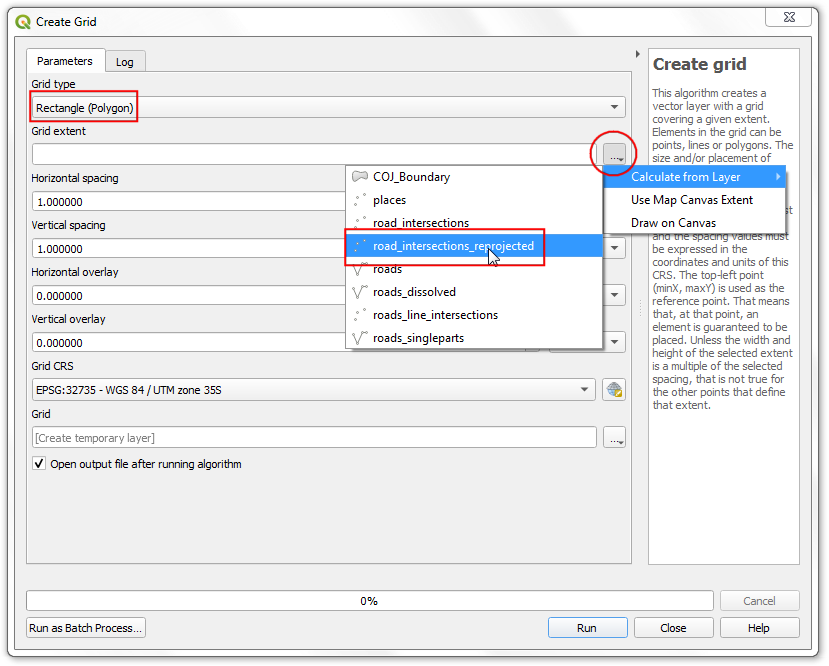 Create Grid
Parameters
Log
Grid type
Rectangle (Polygon)
Grid extent
...
Horizontal spacing
1.000000
Vertical spacing
1.000000
Horizontal overlay
0.000000
Vertical overlay
0.000000
Grid CRS
EPSG:32735 - WGS 84 / UTM zone 35S
Grid
[Create temporary layer]
...
Open output file after running algorithm
COJ_Boundary
places
road_intersections
road_intersections_reprojected
roads
roads_dissolved
roads_line_intersections
roads_singleparts
Calculate from Layer
Use Map Canvas Extent
Draw on Canvas
Create grid
This algorithm creates a
vector layer with a grid
covering a given extent.
Elements in the grid can be
points, lines or polygons. The
size and/or placement of
and the spacing values must
be expressed in the
coordinates and units of this
CRS. The top-left point
(minX, maxY) is used as the
reference point. That means
that, at that point, an
element is guaranteed to be
placed. Unless the width and
height of the selected extent
is a multiple of the selected
spacing, that is not true for
the other points that define
that extent.
0%
Cancel
Run as Batch Process...
Run
Close
Help